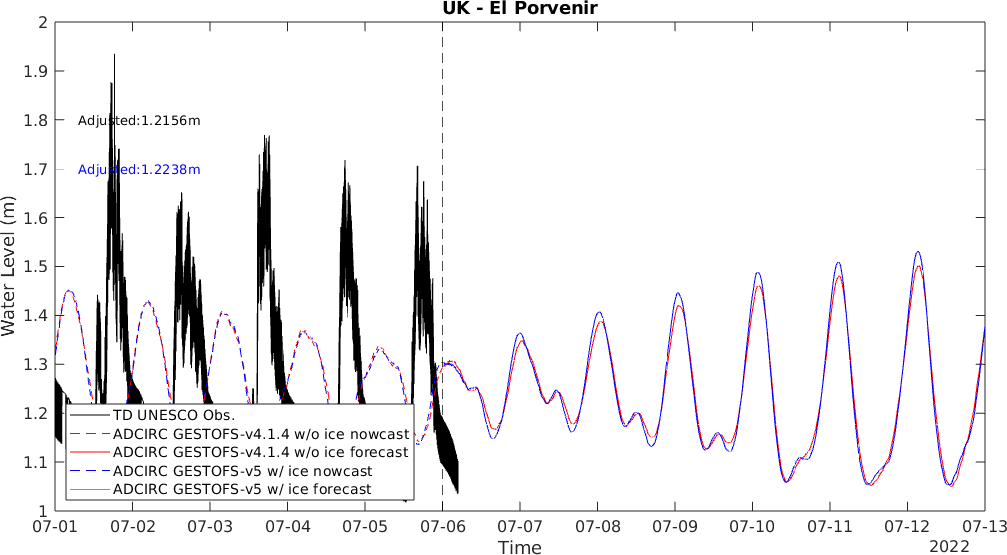 UK - El Porvenir
2
1.9
1.8
1.7
1.6
1.5
1.4
1.3
1.2
1.1
1
Water Level (m)
Adjusted:1.2156m
Adjusted:1.2238m
TD UNESCO Obs.
ADCIRC GESTOFS-v4.1.4 w/o ice nowcast
ADCIRC GESTOFS-v4.1.4 w/o ice forecast
ADCIRC GESTOFS-v5 w/ ice nowcast
ADCIRC GESTOFS-v5 w/ ice forecast
07-01 07-02 07-03 07-04 07-05 07-06 07-07 07-08 07-09 07-10 07-11 07-12 07-13
Time
2022